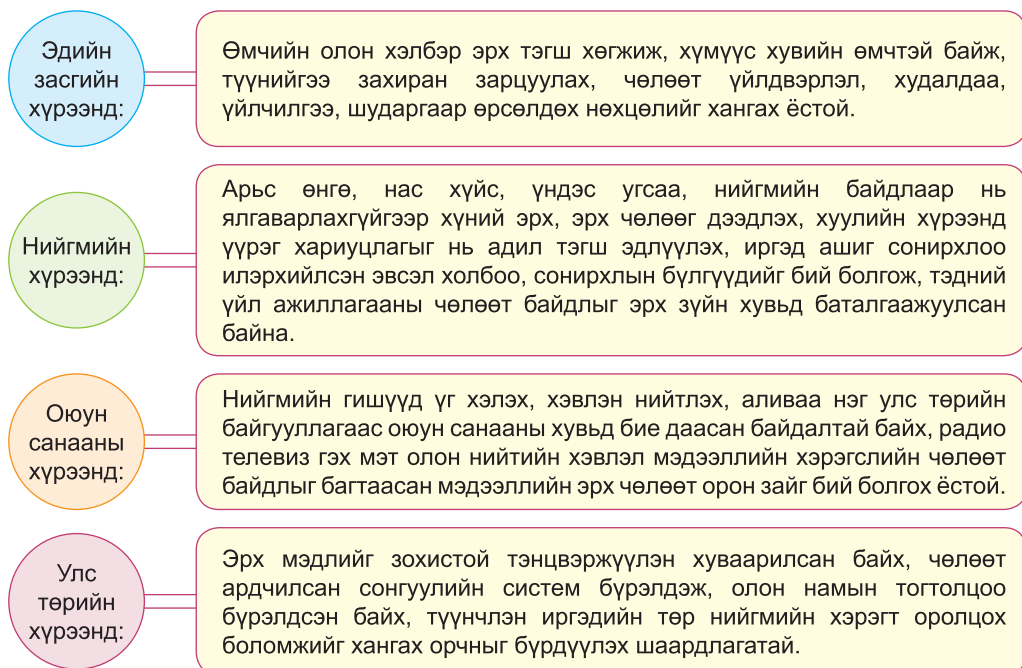 Эдийн
засгийн
хүрээнд:
Өмчийн олон хэлбэр эрх тэгш хөгжиж, хүмүүс хувийн өмчтэй байж,
түүнийгээ захиран зарцуулах, чөлөөт үйлдвэрлэл, худалдаа,
үйлчилгээ, шударгаар өрсөлдөх нөхцөлийг хангах ёстой.
Нийгмийн
хүрээнд:
Арьс өнгө, нас хүйс, үндэс угсаа, нийгмийн байдлаар нь
ялгаварлахгүйгээр хүний эрх, эрх чөлөөг дээдлэх, хуулийн хүрээнд
үүрэг хариуцлагыг нь адил тэгш эдлүүлэх, иргэд ашиг сонирхлоо
илэрхийлсэн эвсэл холбоо, сонирхлын бүлгүүдийг бий болгож, тэдний
үйл ажиллагааны чөлөөт байдлыг эрх зүйн хувьд баталгаажуулсан
байна.
Оюун
санааны
хүрээнд:
Нийгмийн гишүүд үг хэлэх, хэвлэн нийтлэх, аливаа нэг улс төрийн
байгууллагаас оюун санааны хувьд бие даасан байдалтай байх, радио
телевиз гэх мэт олон нийтийн хэвлэл мэдээллийн хэрэгслийн чөлөөт
байдлыг багтаасан мэдээллийн эрх чөлөөт орон зайг бий болгох ёстой.
Улс
төрийн
хүрээнд:
Эрх мэдлийг зохистой тэнцвэржүүлэн хуваарилсан байх, чөлөөт
ардчилсан сонгуулийн систем бүрэлдэж, олон намын тогтолцоо
бүрэлдсэн байх, түүнчлэн иргэдийн төр нийгмийн хэрэгт оролцох
боломжийг хангах орчныг бүрдүүлэх шаардлагатай.